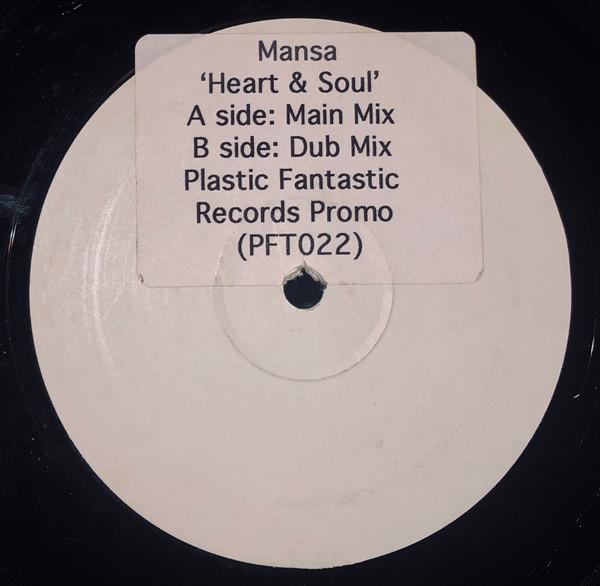 Mansa
‘Heart & Soul’
A side: Main Mix
B side: Dub Mix
Plastic Fantastic
Records Promo
(PFT022)